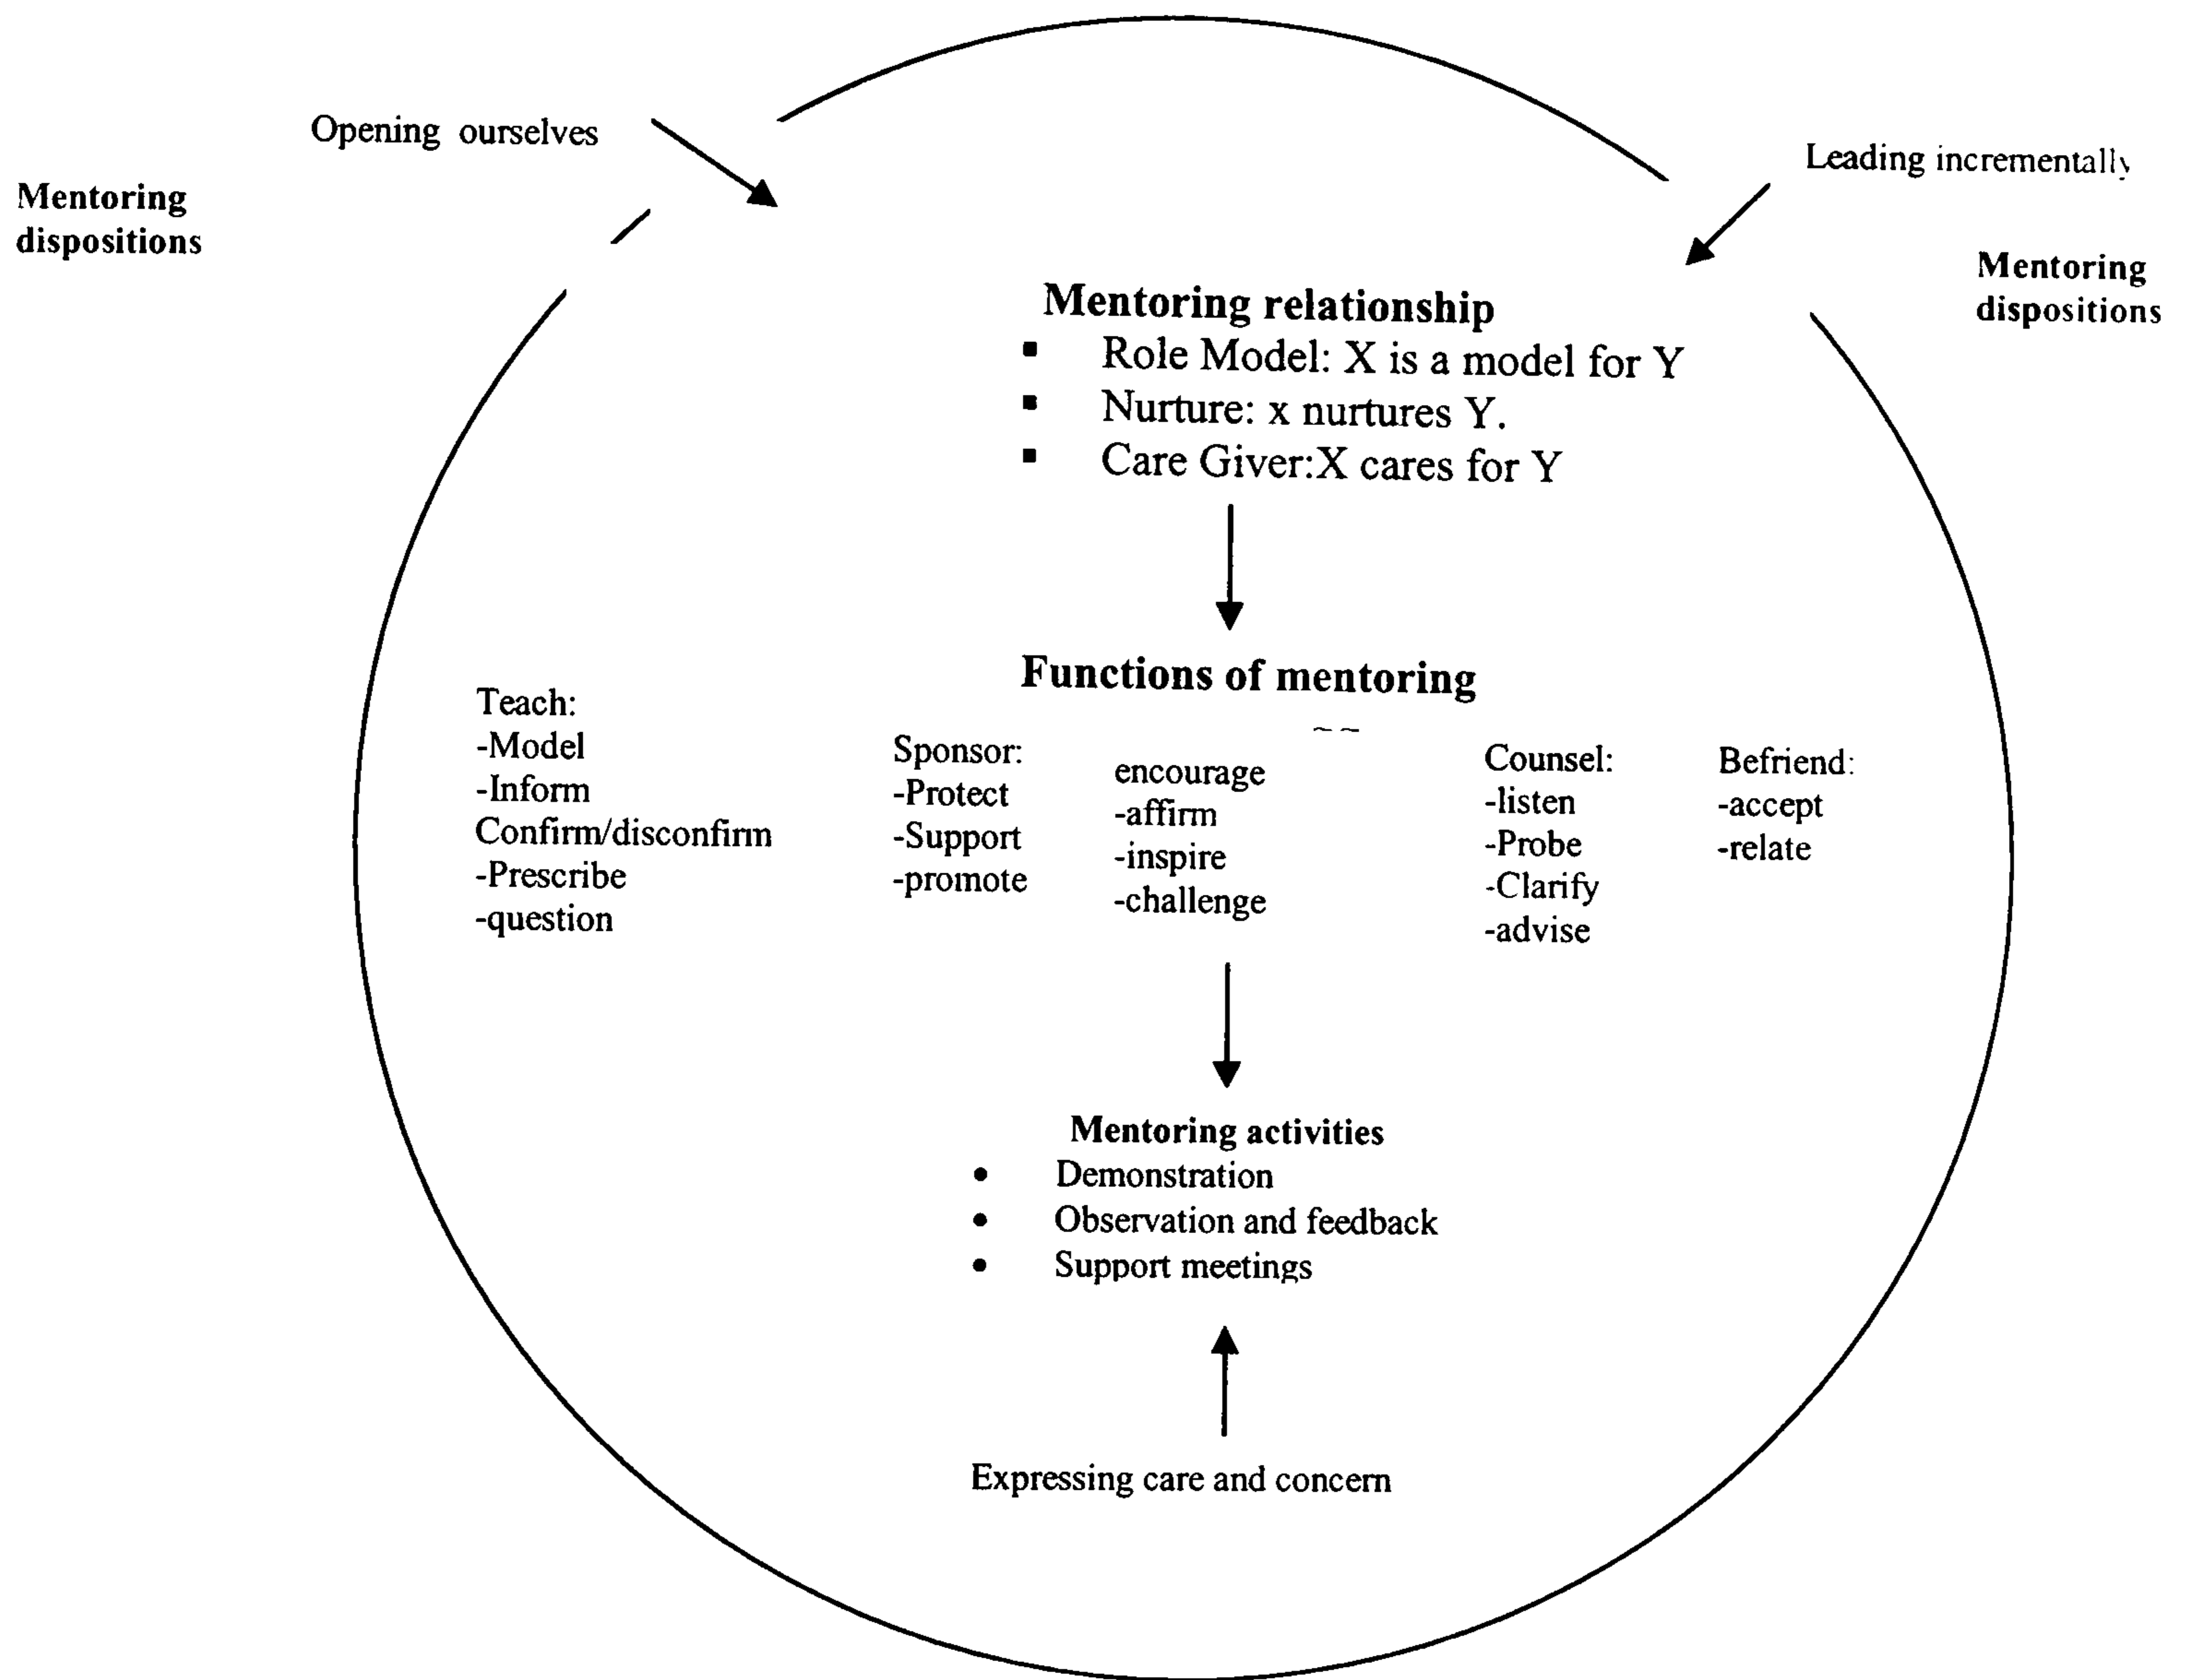 Opening ourselves
Leading incrementally
Mentoring
dispositions
Mentoring
dispositions
Mentoring relationship
▪ Role Model: X is a model for Y
▪ Nurture: x nurtures Y.
▪ Care Giver:X cares for Y
Functions of mentoring
Teach:
-Model
-Inform
Confirm/disconfirm
-Prescribe
-question
Sponsor:
-Protect
-Support
-promote
encourage
-affirm
-inspire
-challenge
Counsel:
-listen
-Probe
-Clarify
-advise
Befriend:
-accept
-relate
Mentoring activities
• Demonstration
• Observation and feedback
• Support meetings
Expressing care and concern